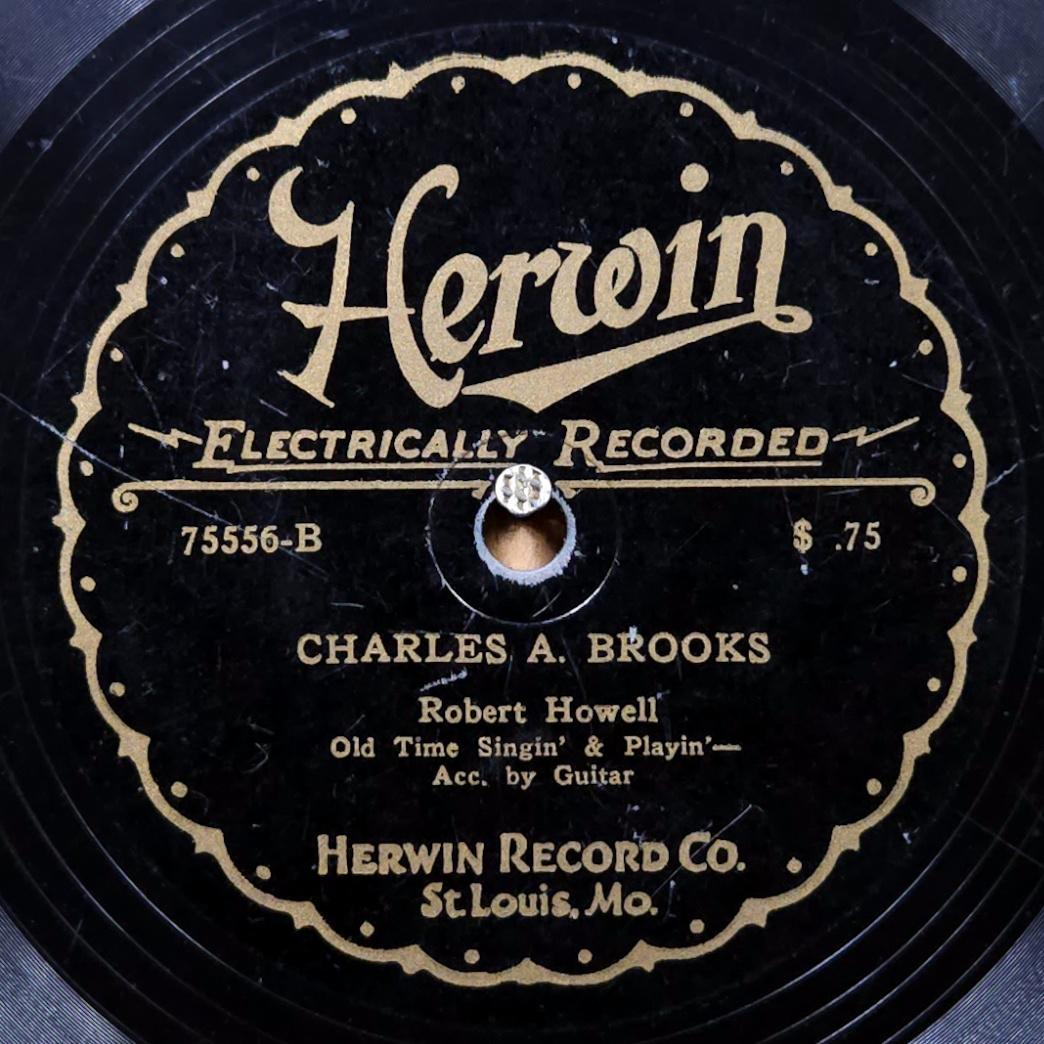 Herwin
ELECTRICALLY RECORDED
75556-B $ .75
CHARLES A. BROOKS
Robert Howell
Old Time Singin' & Playin'—
Acc. by Guitar
HERWIN RECORD CO.
St. Louis, Mo.